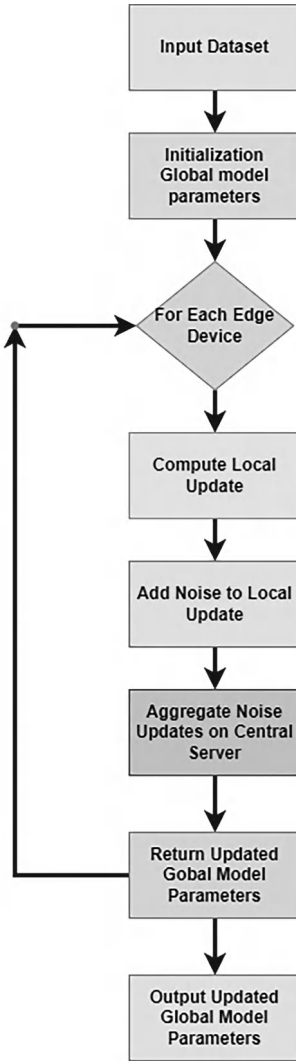 Input Dataset
Initialization
Global model
parameters
For Each Edge
Device
Compute Local
Update
Add Noise to Local
Update
Aggregate Noise
Updates on Central
Server
Return Updated
Gobal Model
Parameters
Output Updated
Global Model
Parameters